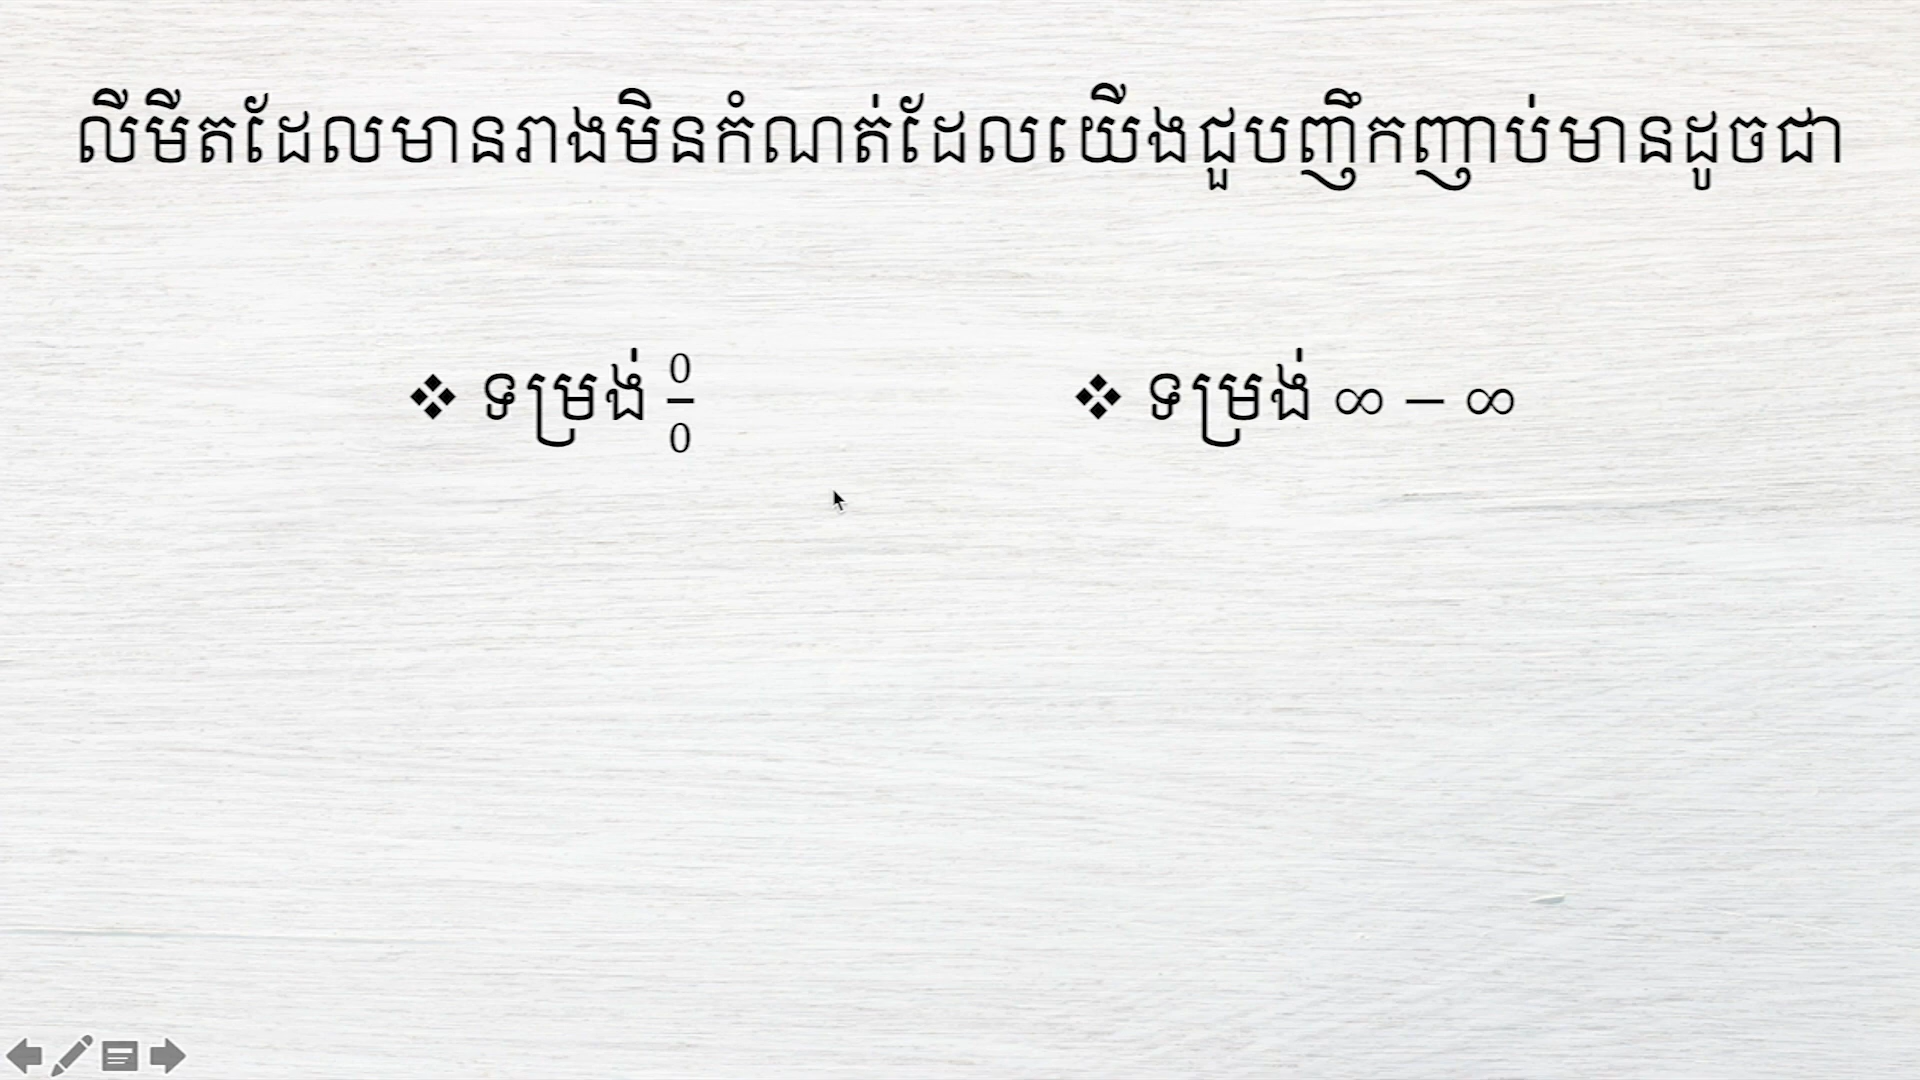 លីមីតដែលមានរាងមិនកំណត់ដែលយើងជួបញឹកញាប់មានដូចជា
❖ ទម្រង់ 0/0
❖ ទម្រង់ ∞ − ∞